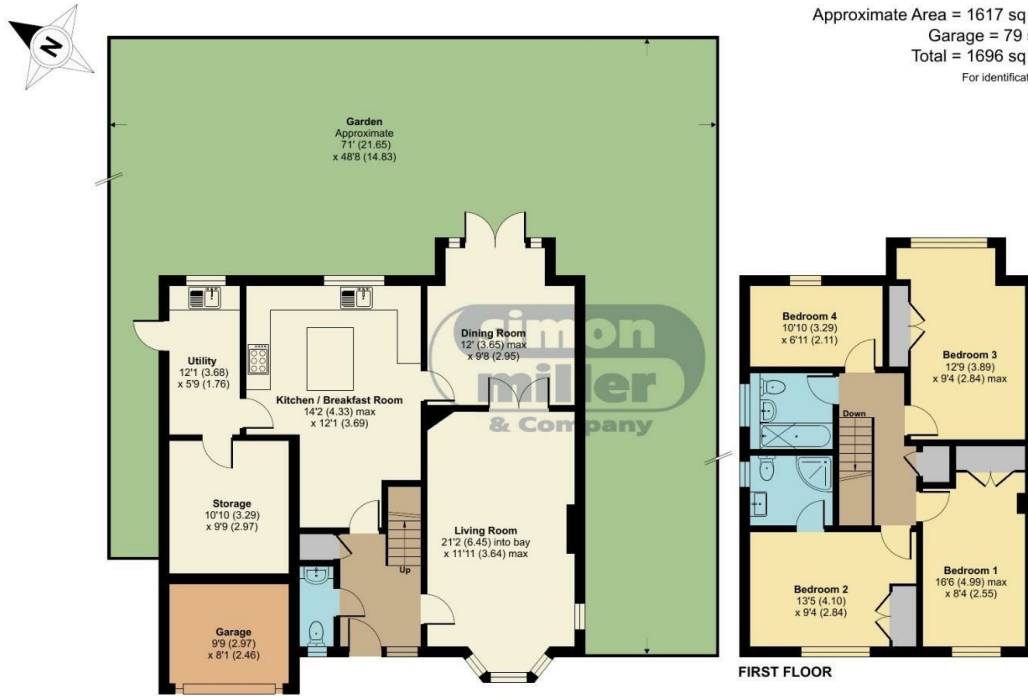 Approximate Area = 1617 sq
Garage = 79
Total = 1696 sq
For identificat
N
Garden
Approximate
71' (21.65)
x 48'8 (14.83)
Utility
12'1 (3.68)
x 5'9 (1.76)
Kitchen / Breakfast Room
14'2 (4.33) max
x 12'1 (3.69)
Dining Room
12' (3.65) max
x 9'8 (2.95)
simon
miller
& Company
Storage
10'10 (3.29)
x 9'9 (2.97)
Living Room
21'2 (6.45) into bay
x 11'11 (3.64) max
Up
Garage
9'9 (2.97)
x 8'1 (2.46)
Bedroom 4
10'10 (3.29)
x 6'11 (2.11)
Bedroom 3
12'9 (3.89)
x 9'4 (2.84) max
Down
Bedroom 2
13'5 (4.10)
x 9'4 (2.84)
Bedroom 1
16'6 (4.99) max
x 8'4 (2.55)
FIRST FLOOR